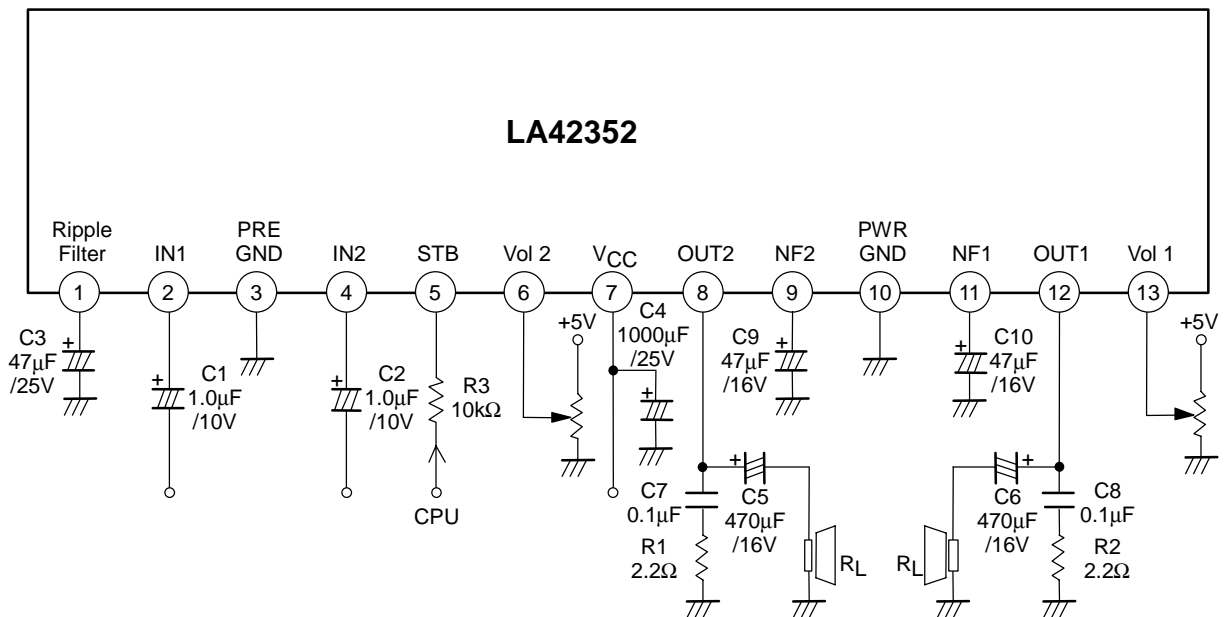 LA42352
Ripple
Filter
IN1
PRE
GND
IN2
STB
Vol 2
VCC
OUT2
NF2
PWR
GND
NF1
OUT1
Vol 1
1
2
3
4
5
6
7
8
9
10
11
12
13
C3
47μF
/25V
+
C1
1.0μF
/10V
+
C2
1.0μF
/10V
+
R3
10kΩ
CPU
+5V
C4
1000μF
/25V
+
C9
47μF
/16V
+
C10
47μF
/16V
+
+5V
C7
0.1μF
R1
2.2Ω
+
C5
470μF
/16V
RL
RL
+
C6
470μF
/16V
C8
0.1μF
R2
2.2Ω